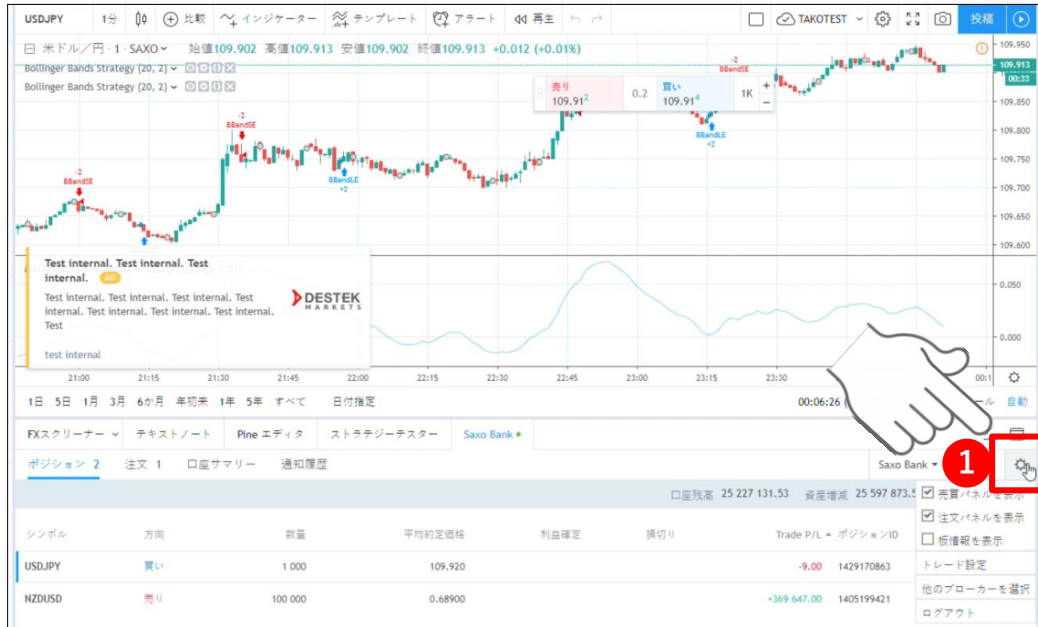 USDJPY 1分 比較 インジケーター テンプレート アラート 再生 TAKOTEST 投稿
米ドル／円・1・SAXO 始値109.902 高値109.913 安値109.902 終値109.913 +0.012 (+0.01%)
Bollinger Bands Strategy (20, 2)
Bollinger Bands Strategy (20, 2)
売り
109.91²
0.2
買い
109.91⁴
1K + −
-2
BBandSE
-2
BBandSE
-2
BBandSE
BBandLE
+2
BBandLE
+2
109.950
109.913
00:33
109.850
109.800
109.750
109.700
109.650
109.600
0.050
0.000
Test internal. Test internal. Test
internal. AD
Test internal. Test internal. Test internal. Test
internal. Test internal. Test internal. Test internal.
Test
test internal
DESTEK
MARKETS
21:00 21:15 21:30 21:45 22:00 22:15 22:30 22:45 23:00 23:15 23:30 00:1
1日 5日 1月 3月 6か月 年初来 1年 5年 すべて 日付指定 00:06:26 ール 自動
FXスクリーナー テキストノート Pine エディタ ストラテジーテスター Saxo Bank
ポジション 2 注文 1 口座サマリー 通知履歴 Saxo Bank 1
口座残高 25 227 131.53 資産増減 25 597 873.5
売買パネルを表示
注文パネルを表示
板情報を表示
トレード設定
他のブローカーを選択
ログアウト
シンボル 方向 数量 平均約定価格 利益確定 損切り Trade P/L ポジションID
USDJPY 買い 1 000 109.920 -9.00 1429170863
NZDUSD 売り 100 000 0.68900 +369 647.00 1405199421